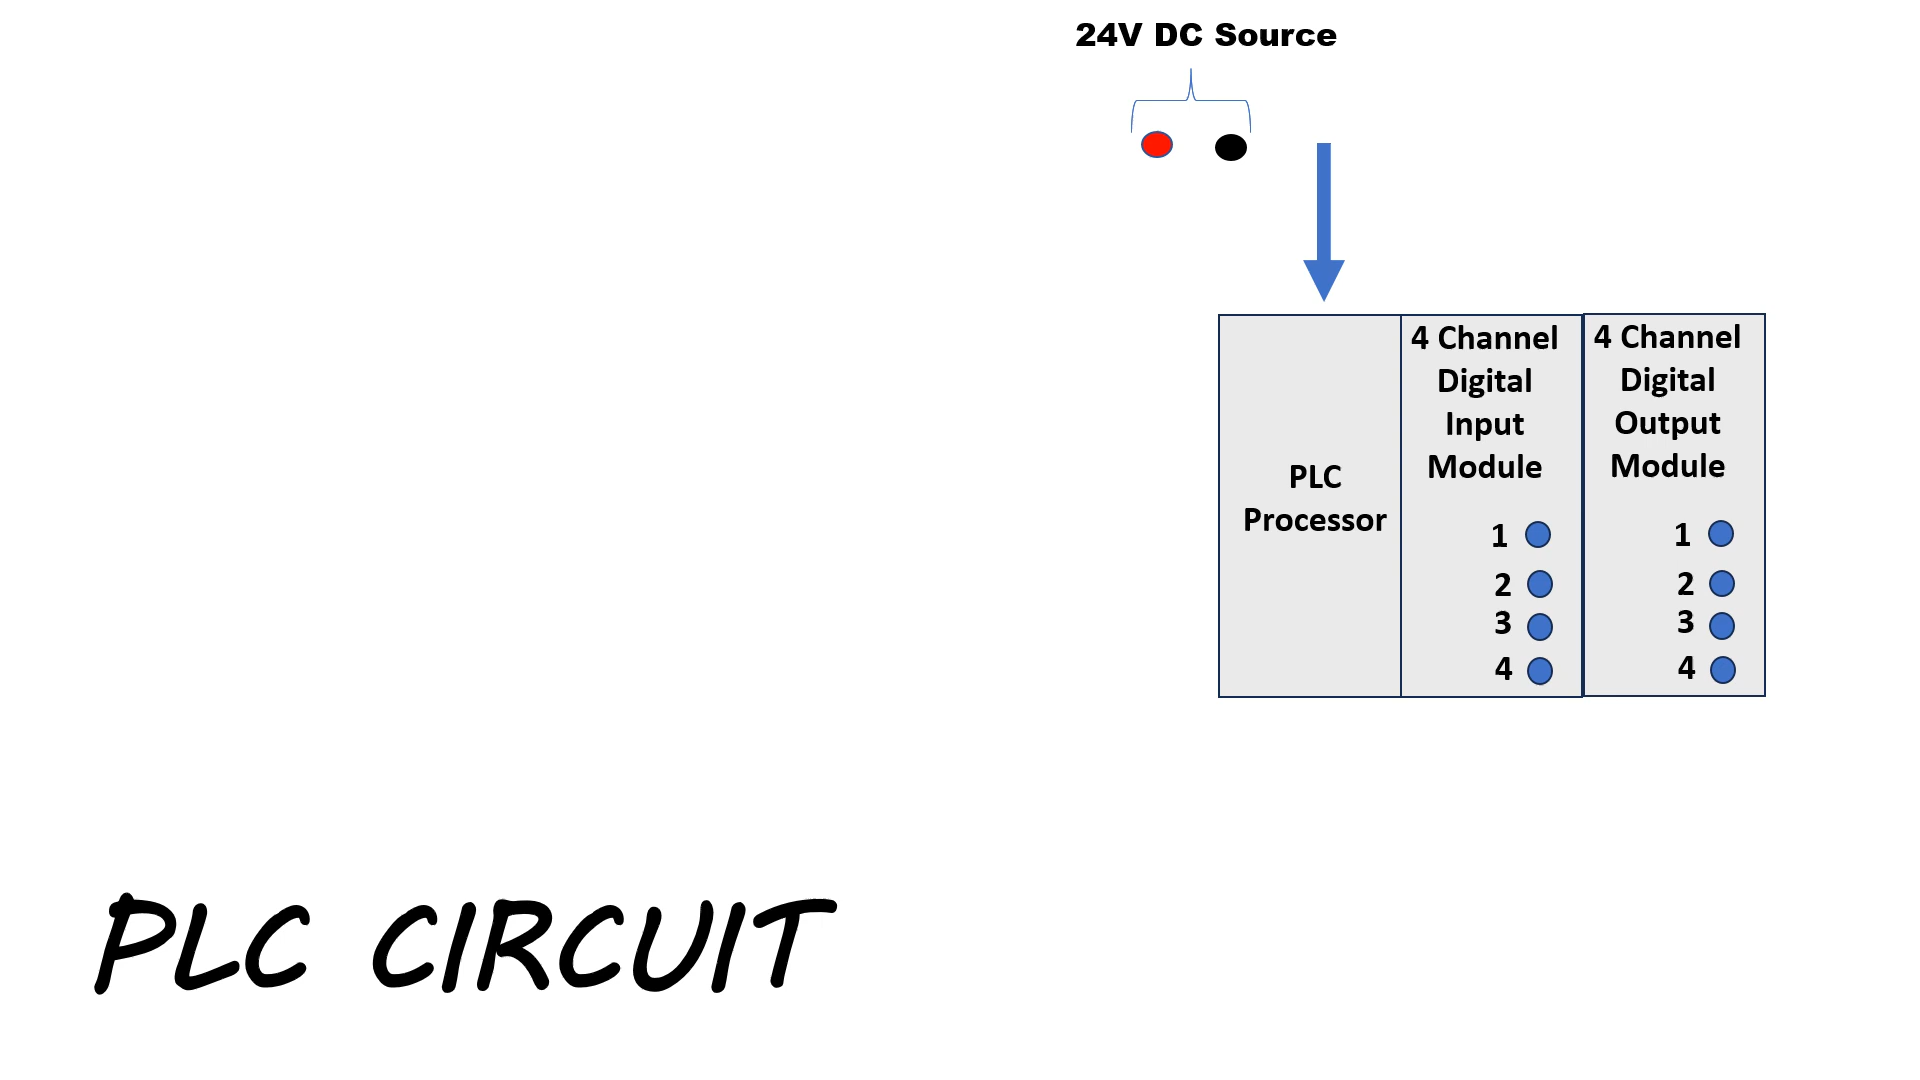 24V DC Source
PLC
Processor
4 Channel
Digital
Input
Module
1
2
3
4
4 Channel
Digital
Output
Module
1
2
3
4
PLC CIRCUIT